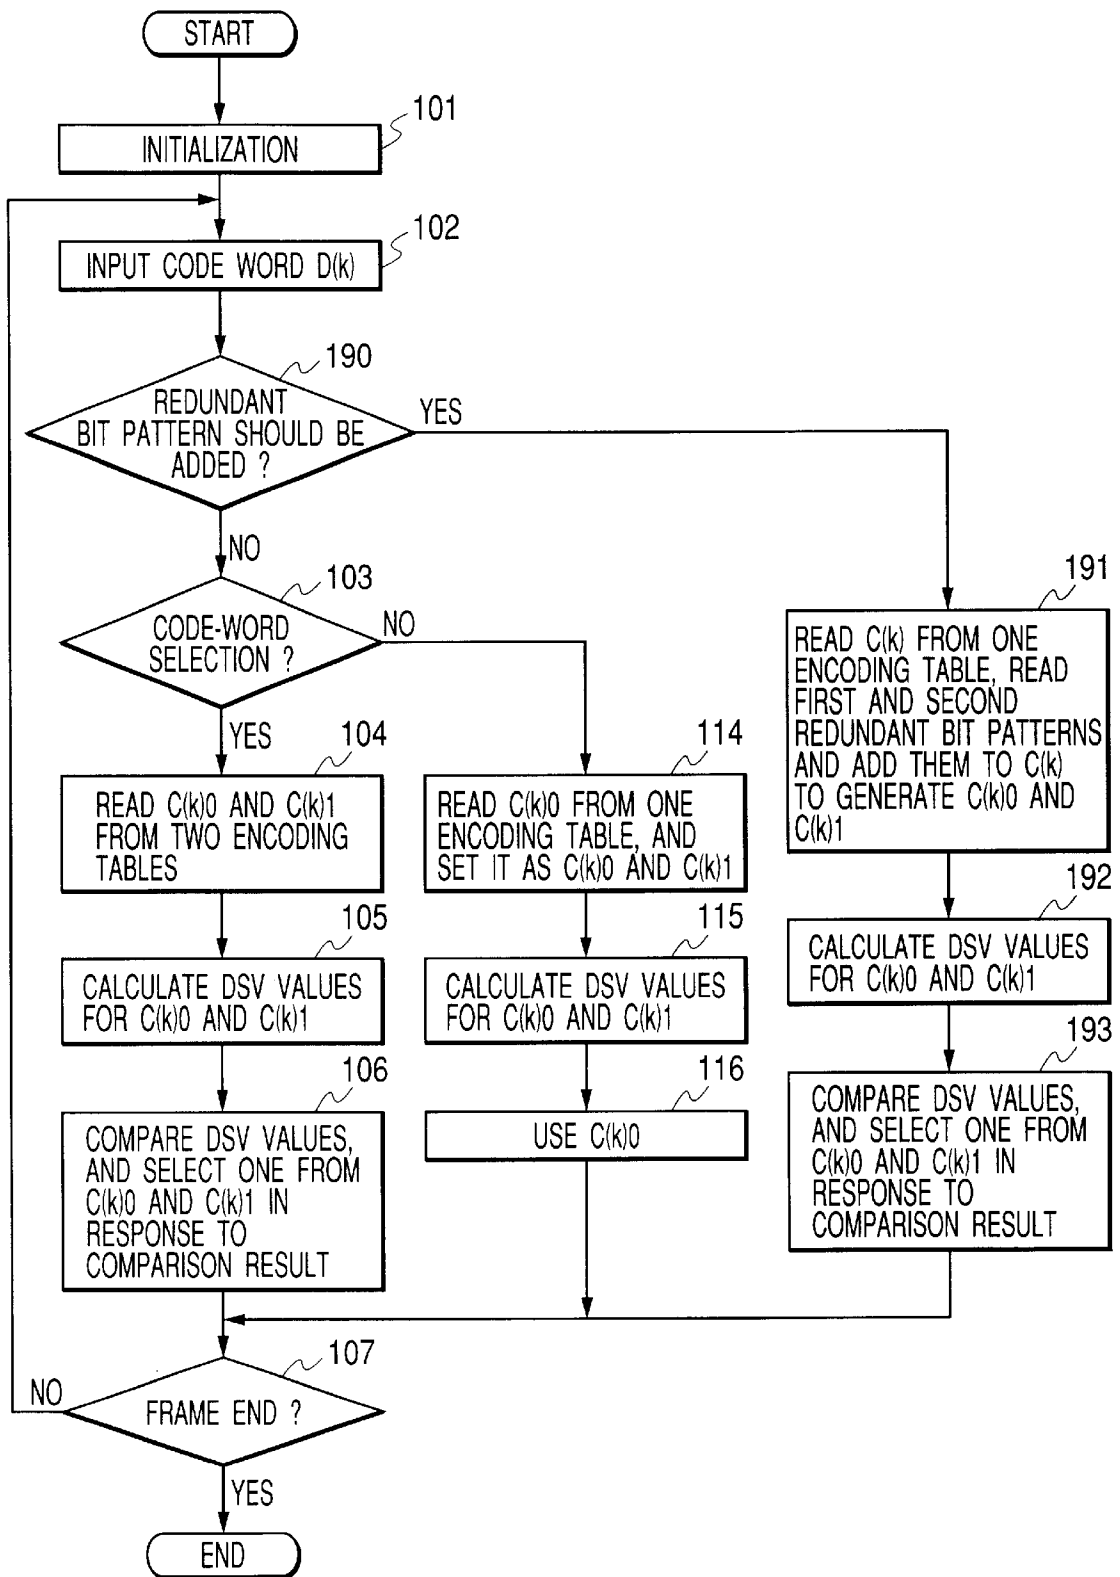 START
101
INITIALIZATION
102
INPUT CODE WORD D(k)
190
REDUNDANT
BIT PATTERN SHOULD BE
ADDED ?
YES
NO
103
CODE-WORD
SELECTION ?
NO
YES
104
READ C(k)0 AND C(k)1
FROM TWO ENCODING
TABLES
105
CALCULATE DSV VALUES
FOR C(k)0 AND C(k)1
106
COMPARE DSV VALUES,
AND SELECT ONE FROM
C(k)0 AND C(k)1 IN
RESPONSE TO
COMPARISON RESULT
114
READ C(k)0 FROM ONE
ENCODING TABLE, AND
SET IT AS C(k)0 AND C(k)1
115
CALCULATE DSV VALUES
FOR C(k)0 AND C(k)1
116
USE C(k)0
191
READ C(k) FROM ONE
ENCODING TABLE, READ
FIRST AND SECOND
REDUNDANT BIT PATTERNS
AND ADD THEM TO C(k)
TO GENERATE C(k)0 AND
C(k)1
192
CALCULATE DSV VALUES
FOR C(k)0 AND C(k)1
193
COMPARE DSV VALUES,
AND SELECT ONE FROM
C(k)0 AND C(k)1 IN
RESPONSE TO
COMPARISON RESULT
107
NO
FRAME END ?
YES
END